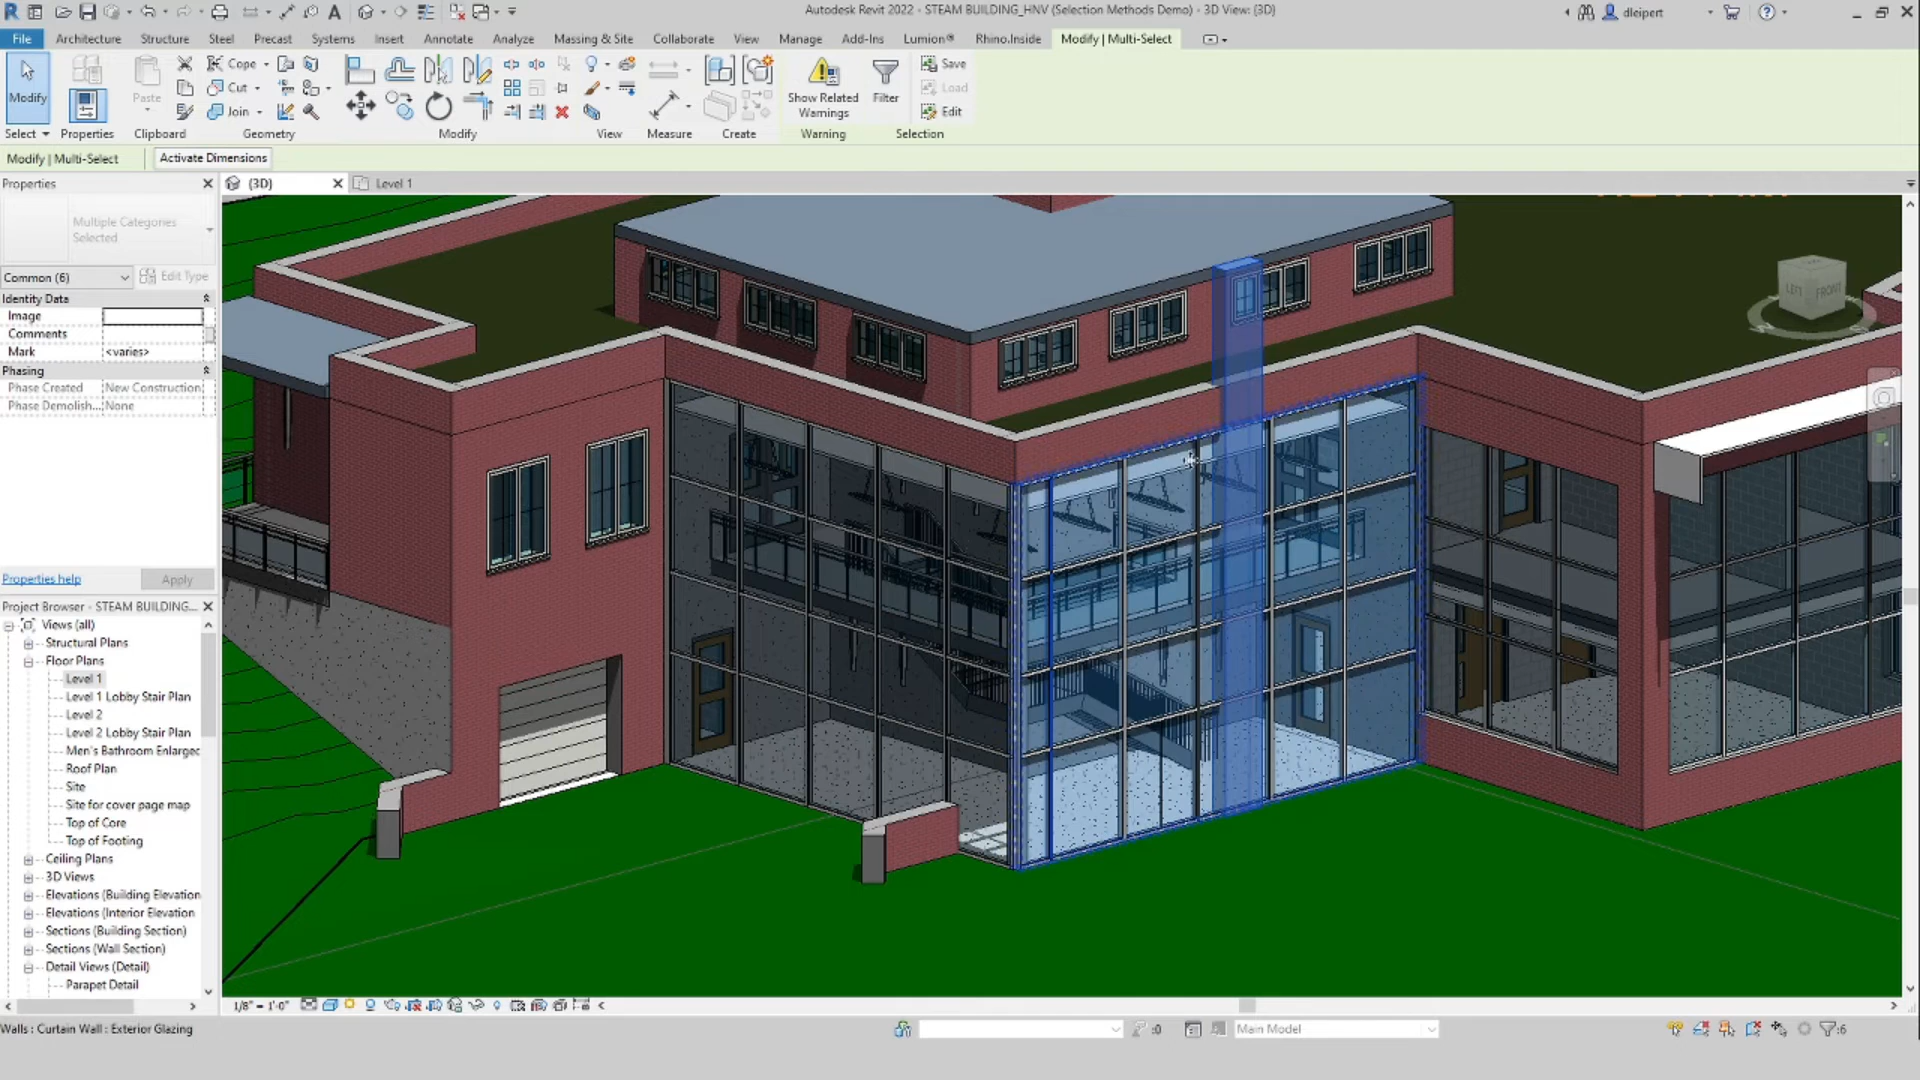 Autodesk Revit 2022 - STEAM BUILDING_HNV (Selection Methods Demo) - 3D View: {3D}
dleipert
File Architecture Structure Steel Precast Systems Insert Annotate Analyze Massing & Site Collaborate View Manage Add-Ins Lumion® Rhino.Inside Modify | Multi-Select
Cope Save
Cut Load
Join Edit
Modify Paste Show Related Warnings Filter
Select Properties Clipboard Geometry Modify View Measure Create Warning Selection
Modify | Multi-Select Activate Dimensions
Properties
{3D} Level 1
Multiple Categories
Selected
Common (6) Edit Type
Identity Data
Image
Comments
Mark <varies>
Phasing
Phase Created New Construction
Phase Demolish... None
Properties help Apply
LEFT FRONT
Project Browser - STEAM BUILDING...
Views (all)
Structural Plans
Floor Plans
Level 1
Level 1 Lobby Stair Plan
Level 2
Level 2 Lobby Stair Plan
Men's Bathroom Enlarged
Roof Plan
Site
Site for cover page map
Top of Core
Top of Footing
Ceiling Plans
3D Views
Elevations (Building Elevation
Elevations (Interior Elevation
Sections (Building Section)
Sections (Wall Section)
Detail Views (Detail)
Parapet Detail
1/8" = 1'-0"
Walls : Curtain Wall : Exterior Glazing
:0 Main Model :6